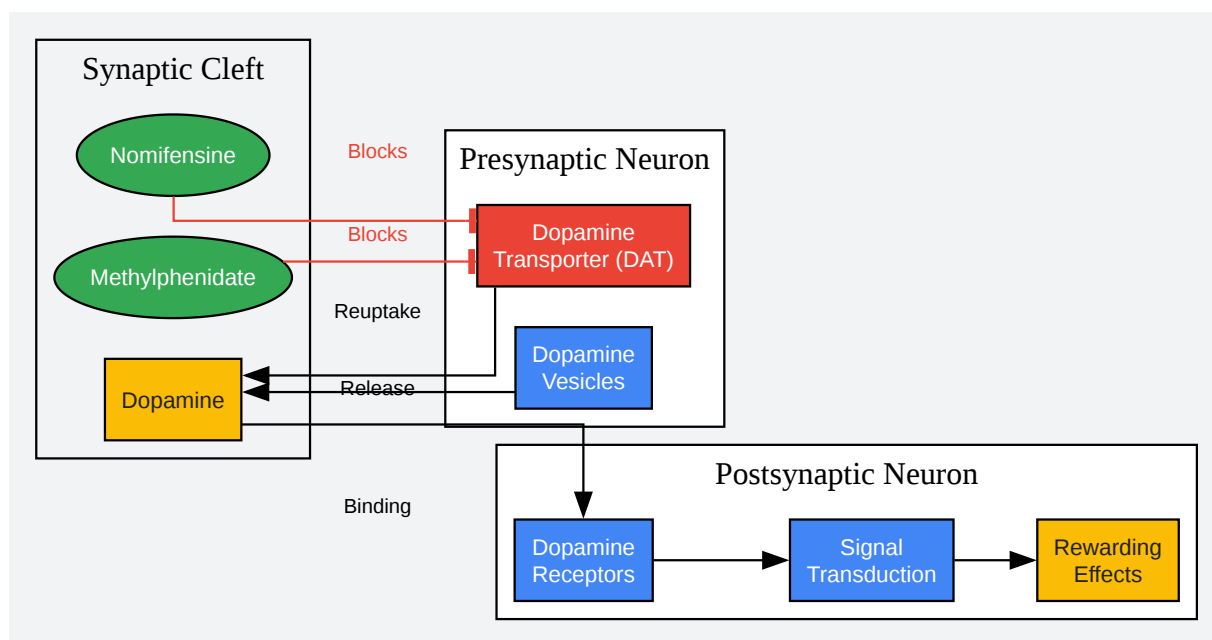 Synaptic Cleft
Nomifensine
Blocks
Presynaptic Neuron
Dopamine
Transporter (DAT)
Blocks
Methylphenidate
Reuptake
Dopamine
Vesicles
Release
Dopamine
Postsynaptic Neuron
Binding
Dopamine
Receptors
Signal
Transduction
Rewarding
Effects